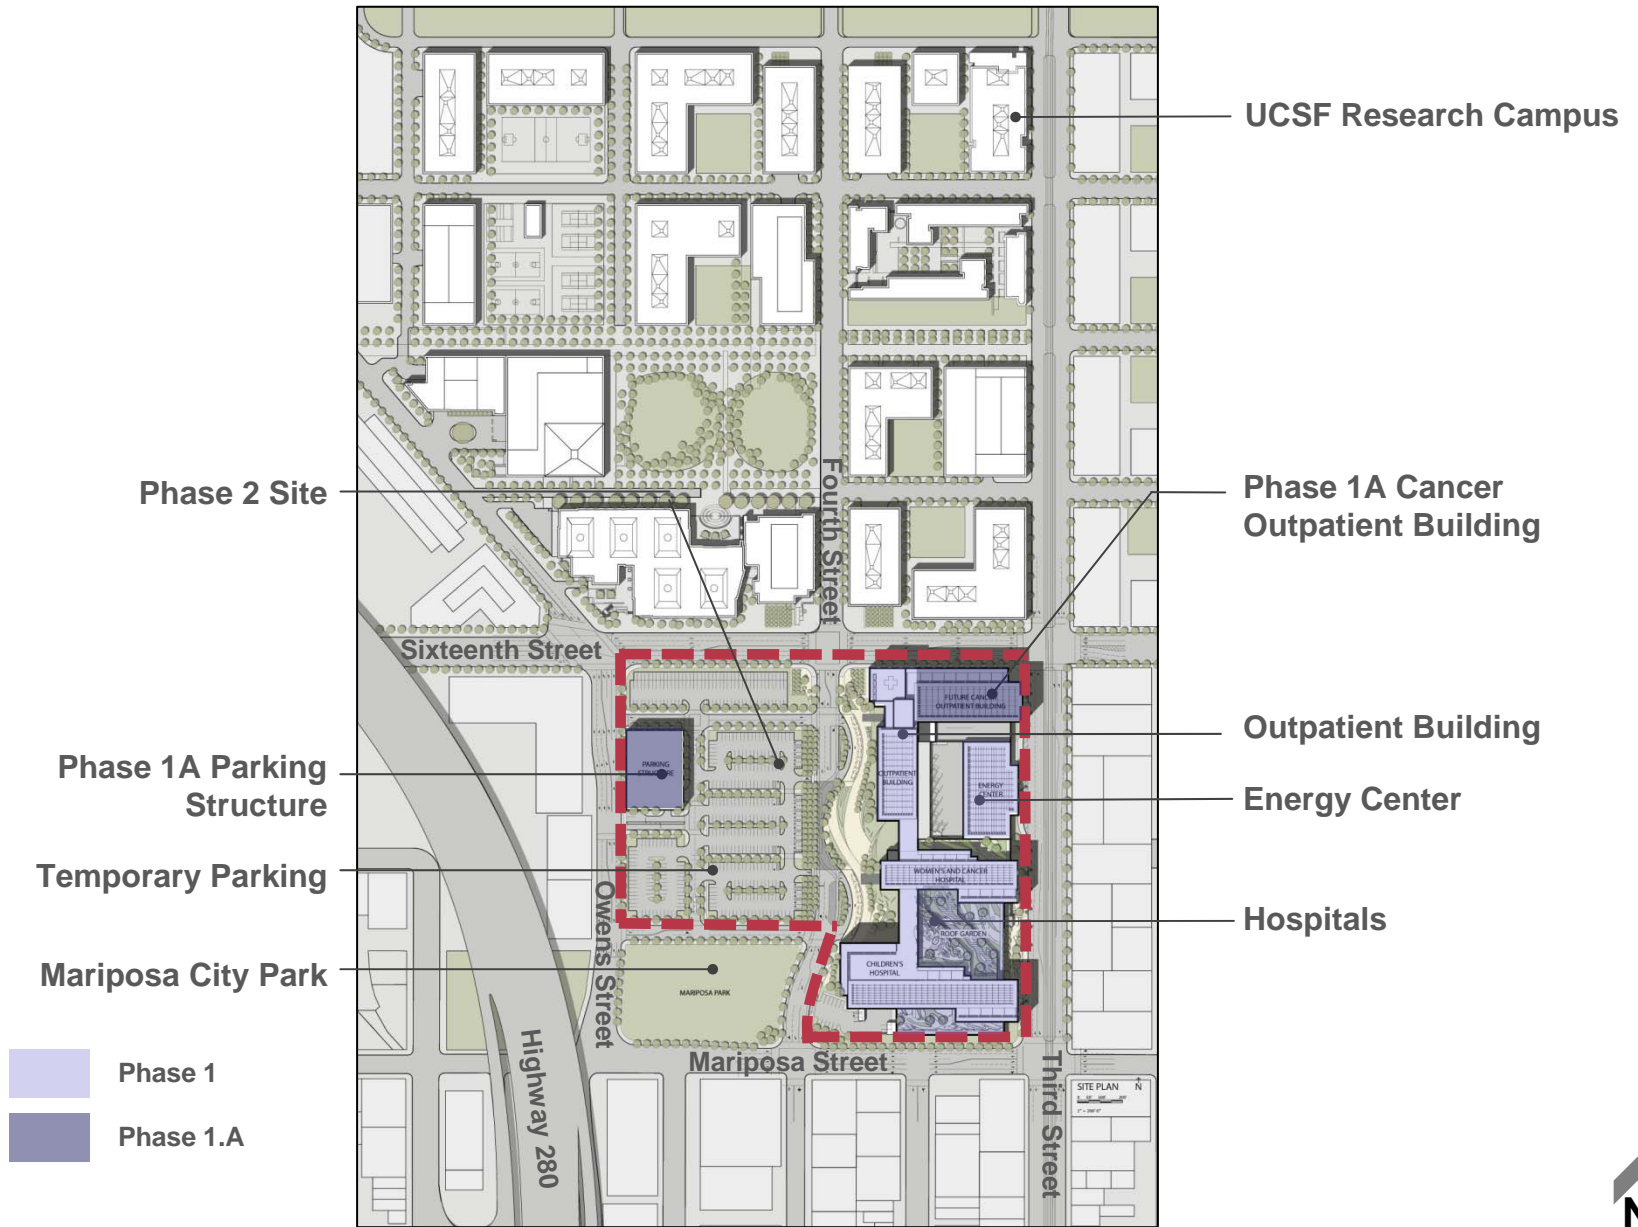 UCSF Research Campus
Fourth Street
Phase 2 Site
Phase 1A Cancer
Outpatient Building
Sixteenth Street
FUTURE CANCER
OUTPATIENT BUILDING
Outpatient Building
Phase 1A Parking
Structure
PARKING
STRUCTURE
OUTPATIENT
BUILDING
ENERGY
CENTER
Energy Center
Temporary Parking
WOMEN'S AND CANCER
HOSPITAL
Owens Street
Hospitals
ROOF GARDEN
Mariposa City Park
CHILDREN'S
HOSPITAL
MARIPOSA PARK
Highway 280
Mariposa Street
Third Street
Phase 1
SITE PLAN N
Phase 1.A
N